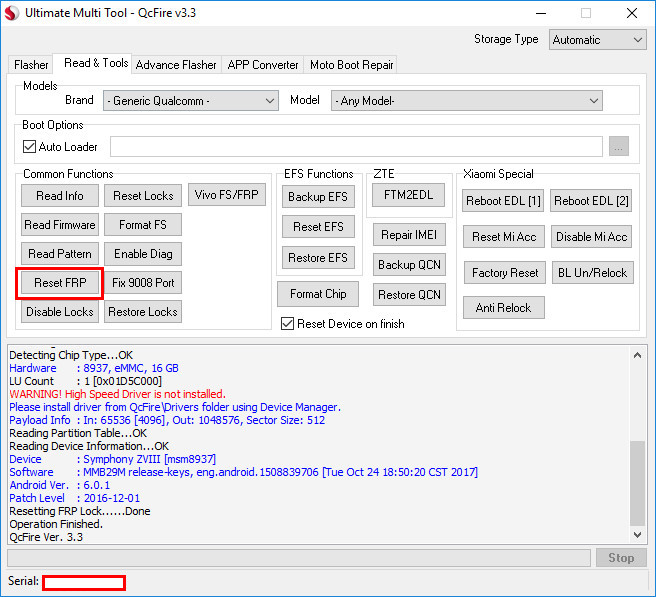 Ultimate Multi Tool - QcFire v3.3
Storage Type Automatic
Flasher Read & Tools Advance Flasher APP Converter Moto Boot Repair
Models
Brand - Generic Qualcomm - Model - Any Model-
Boot Options
Auto Loader ...
Common Functions EFS Functions ZTE Xiaomi Special
Read Info Reset Locks Vivo FS/FRP Backup EFS FTM2EDL Reboot EDL [1] Reboot EDL [2]
Read Firmware Format FS Reset EFS Repair IMEI Reset Mi Acc Disable Mi Acc
Read Pattern Enable Diag Restore EFS Backup QCN Factory Reset BL Un/Relock
Reset FRP Fix 9008 Port Format Chip Restore QCN Anti Relock
Disable Locks Restore Locks Reset Device on finish
Detecting Chip Type...OK
Hardware : 8937, eMMC, 16 GB
LU Count : 1 [0x01D5C000]
WARNING! High Speed Driver is not installed.
Please install driver from QcFire\Drivers folder using Device Manager.
Payload Info : In: 65536 [4096], Out: 1048576, Sector Size: 512
Reading Partition Table...OK
Reading Device Information...OK
Device : Symphony ZVIII [msm8937]
Software : MMB29M release-keys, eng.android.1508839706 [Tue Oct 24 18:50:20 CST 2017]
Android Ver. : 6.0.1
Patch Level : 2016-12-01
Resetting FRP Lock......Done
Operation Finished.
QcFire Ver. 3.3
Stop
Serial: